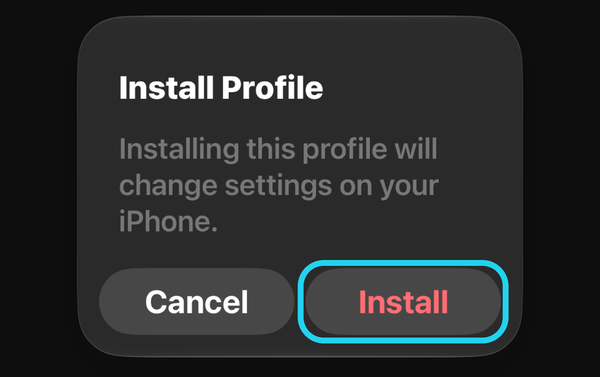 Install Profile
Installing this profile will
change settings on your
iPhone.
Cancel
Install